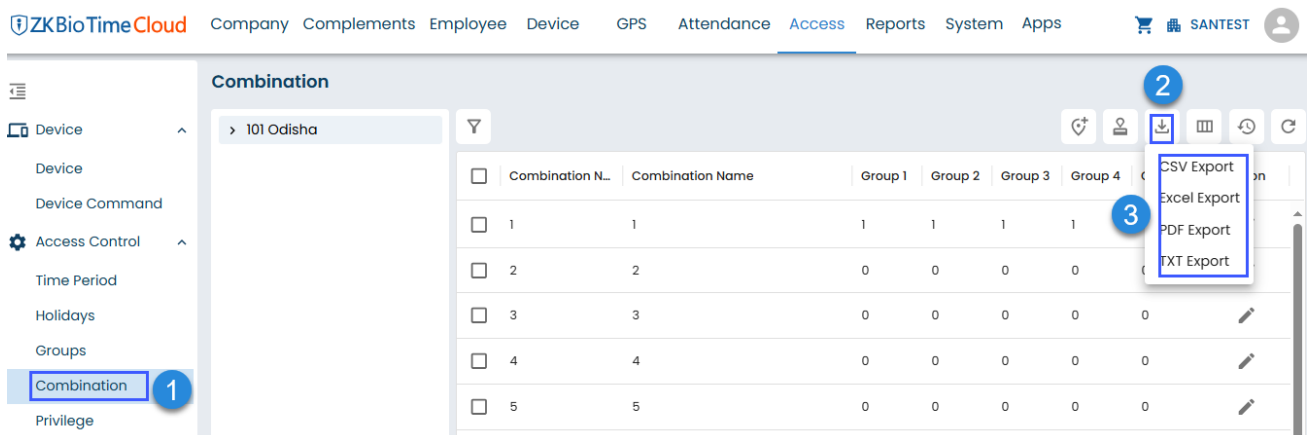 ZKBioTime Cloud Company Complements Employee Device GPS Attendance Access Reports System Apps SANTEST
Combination
2
Device
101 Odisha
Device
Combination N... Combination Name Group 1 Group 2 Group 3 Group 4
CSV Export
Device Command
Excel Export
3
Access Control
1 1 1 1 1 1
PDF Export
TXT Export
Time Period
2 2 0 0 0 0
Holidays
3 3 0 0 0 0 0
Groups
4 4 0 0 0 0 0
Combination
1
5 5 0 0 0 0 0
Privilege